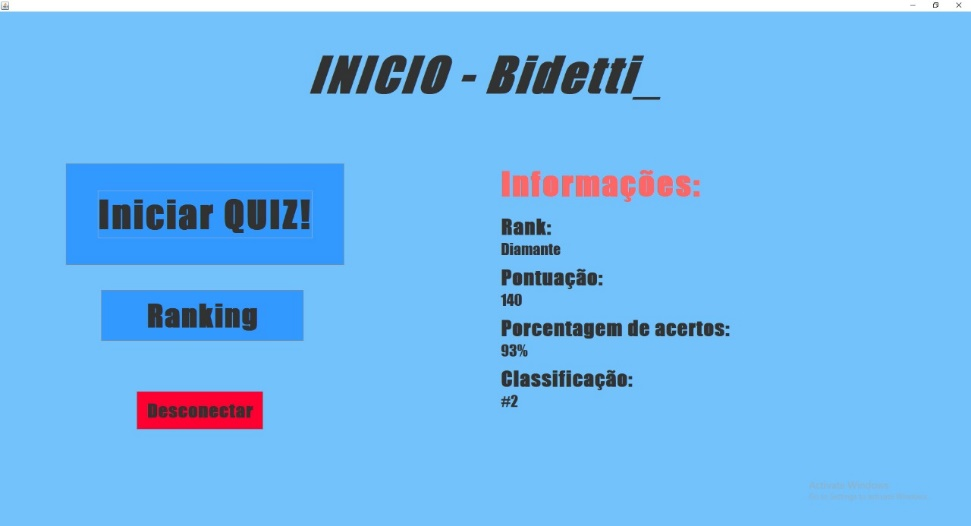 INICIO - Bidetti_
Iniciar QUIZ!
Ranking
Desconectar
Informações:
Rank:
Diamante
Pontuação:
140
Porcentagem de acertos:
93%
Classificação:
#2